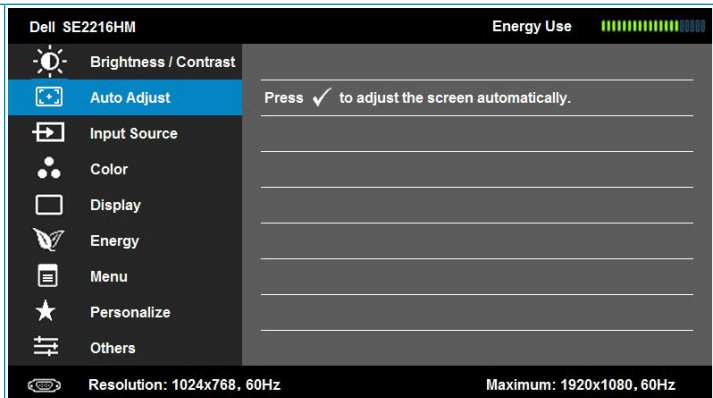 Dell SE2216HM Energy Use
Brightness / Contrast
Auto Adjust Press ✓ to adjust the screen automatically.
Input Source
Color
Display
Energy
Menu
Personalize
Others
Resolution: 1024x768, 60Hz Maximum: 1920x1080, 60Hz